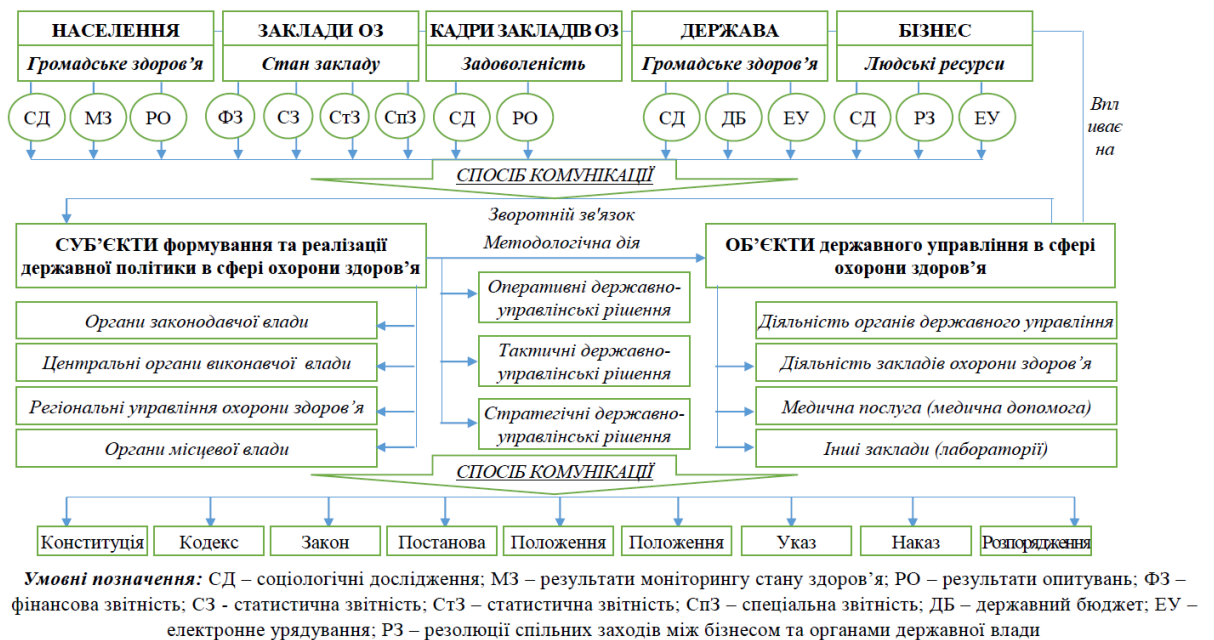 НАСЕЛЕННЯ
Громадське здоров’я
ЗАКЛАДИ ОЗ
Стан закладу
КАДРИ ЗАКЛАДІВ ОЗ
Задоволеність
ДЕРЖАВА
Громадське здоров’я
БІЗНЕС
Людські ресурси
СД
МЗ
РО
ФЗ
СЗ
СтЗ
СпЗ
СД
РО
СД
ДБ
ЕУ
СД
РЗ
ЕУ
Впл
иває
на
СПОСІБ КОМУНІКАЦІЇ
Зворотній зв'язок
Методологічна дія
СУБ’ЄКТИ формування та реалізації
державної політики в сфері охорони здоров’я
ОБ’ЄКТИ державного управління в сфері
охорони здоров’я
Органи законодавчої влади
Центральні органи виконавчої влади
Регіональні управління охорони здоров’я
Органи місцевої влади
Оперативні державно-
управлінські рішення
Тактичні державно-
управлінські рішення
Стратегічні державно-
управлінські рішення
Діяльність органів державного управління
Діяльність закладів охорони здоров’я
Медична послуга (медична допомога)
Інші заклади (лабораторії)
СПОСІБ КОМУНІКАЦІЇ
Конституція
Кодекс
Закон
Постанова
Положення
Положення
Указ
Наказ
Розпорядження
Умовні позначення: СД – соціологічні дослідження; МЗ – результати моніторингу стану здоров’я; РО – результати опитувань; ФЗ –
фінансова звітність; СЗ - статистична звітність; СтЗ – статистична звітність; СпЗ – спеціальна звітність; ДБ – державний бюджет; ЕУ –
електронне урядування; РЗ – резолюції спільних заходів між бізнесом та органами державної влади